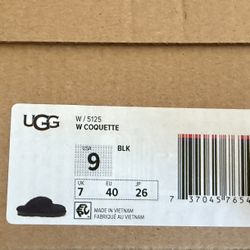 UGG
W / 5125
W COQUETTE
USA
9
BLK
UK EU JP
7 40 26
MADE IN VIETNAM
FABRIQUÉ AU VIETNAM
7 37045 7654